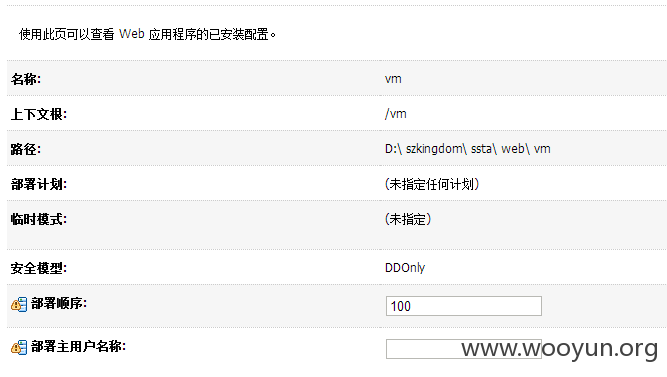 使用此页可以查看 Web 应用程序的已安装配置。
名称: vm
上下文根: /vm
路径: D:\ szkingdom\ ssta\ web\ vm
部署计划: (未指定任何计划)
临时模式: (未指定)
安全模型: DDOnly
部署顺序: 100
部署主用户名称:
www.wooyun.org